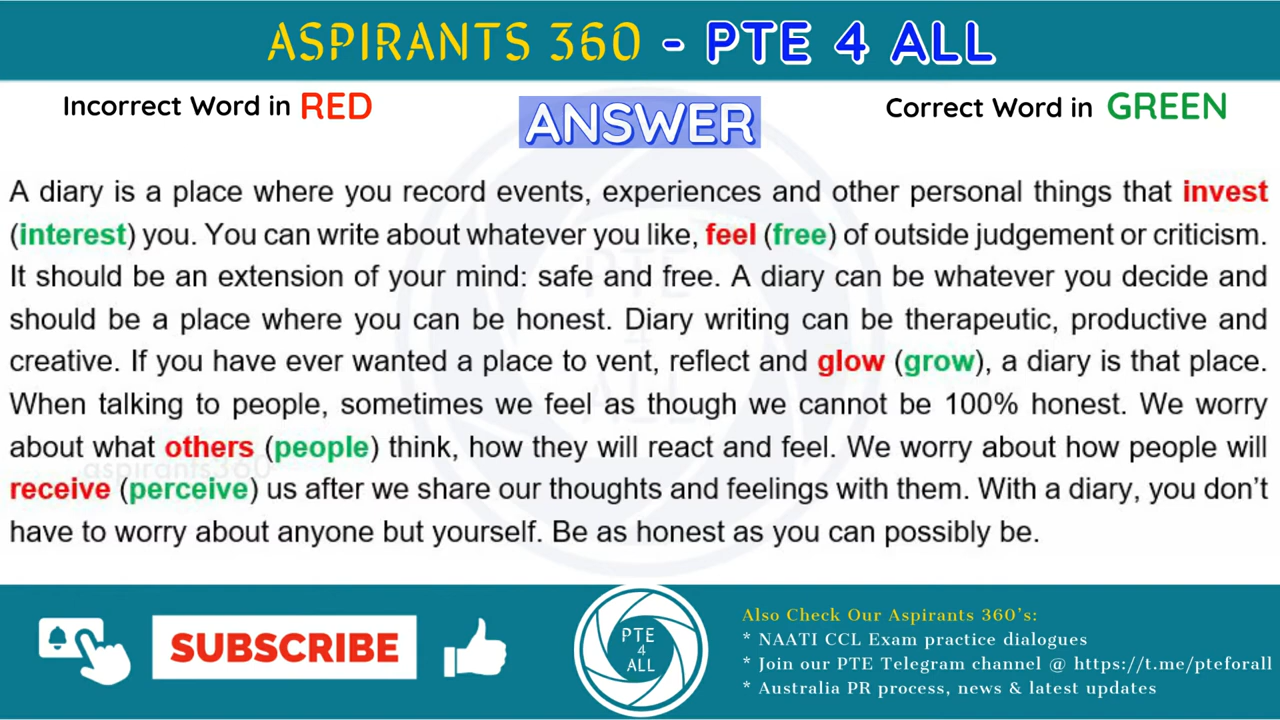 ASPIRANTS 360 - PTE 4 ALL
Incorrect Word in RED
ANSWER
Correct Word in GREEN
A diary is a place where you record events, experiences and other personal things that invest
(interest) you. You can write about whatever you like, feel (free) of outside judgement or criticism.
It should be an extension of your mind: safe and free. A diary can be whatever you decide and
should be a place where you can be honest. Diary writing can be therapeutic, productive and
creative. If you have ever wanted a place to vent, reflect and glow (grow), a diary is that place.
When talking to people, sometimes we feel as though we cannot be 100% honest. We worry
about what others (people) think, how they will react and feel. We worry about how people will
aspirants360
receive (perceive) us after we share our thoughts and feelings with them. With a diary, you don’t
have to worry about anyone but yourself. Be as honest as you can possibly be.
PTE
4
ALL
SUBSCRIBE
PTE
4
ALL
Also Check Our Aspirants 360's:
* NAATI CCL Exam practice dialogues
* Join our PTE Telegram channel @ https://t.me/pteforall
* Australia PR process, news & latest updates